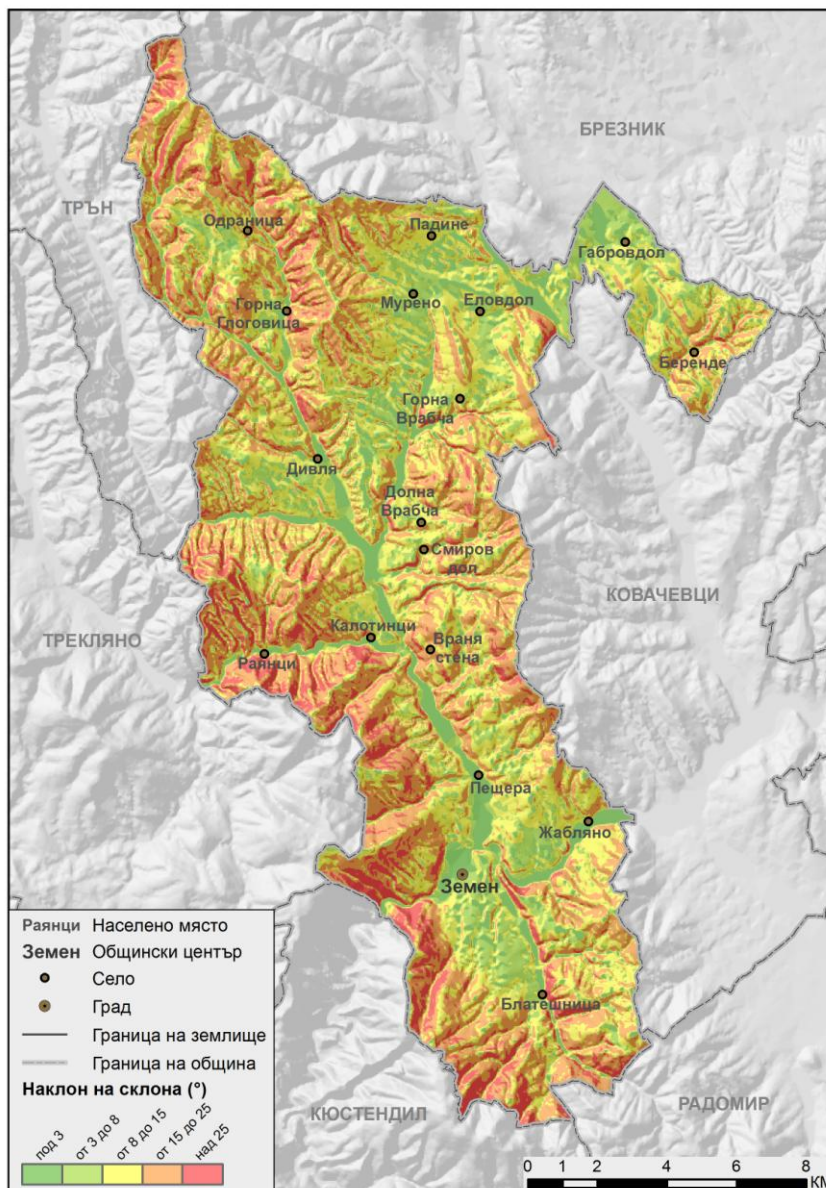 БРЕЗНИК
ТРЪН
Одраница
Падине
Габровдол
Мурено
Еловдол
Горна
Глоговица
Беренде
Горна
Врабча
Дивля
Долна
Врабча
Смиров
дол
КОВАЧЕВЦИ
ТРЕКЛЯНО
Калотинци
Враня
стена
Раянци
Пещера
Жабляно
Земен
Блатешница
КЮСТЕНДИЛ
РАДОМИР
Раянци Населено място
Земен Общински център
Село
Град
Граница на землище
Граница на община
Наклон на склона (°)
под 3
от 3 до 8
от 8 до 15
от 15 до 25
над 25
0 1 2 4 6 8
КМ